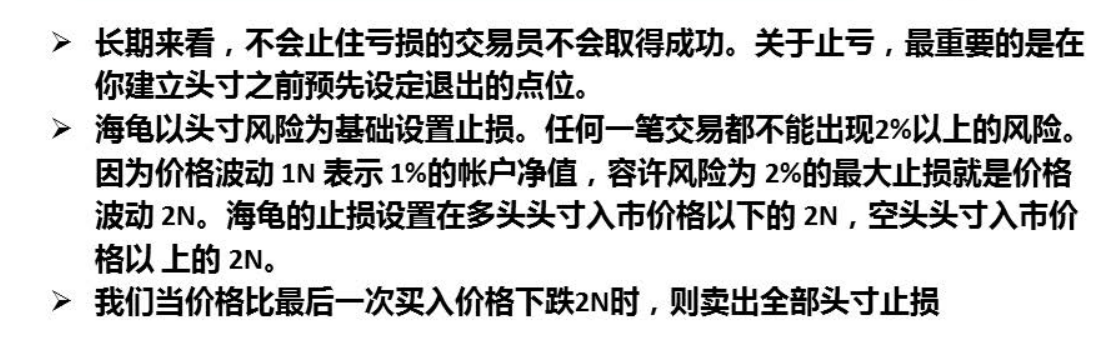 ➢ 长期来看，不会止住亏损的交易员不会取得成功。关于止亏，最重要的是在
你建立头寸之前预先设定退出的点位。
➢ 海龟以头寸风险为基础设置止损。任何一笔交易都不能出现2%以上的风险。
因为价格波动 1N 表示 1%的帐户净值，容许风险为 2%的最大止损就是价格
波动 2N。海龟的止损设置在多头头寸入市价格以下的 2N，空头头寸入市价
格以 上的 2N。
➢ 我们当价格比最后一次买入价格下跌2N时，则卖出全部头寸止损